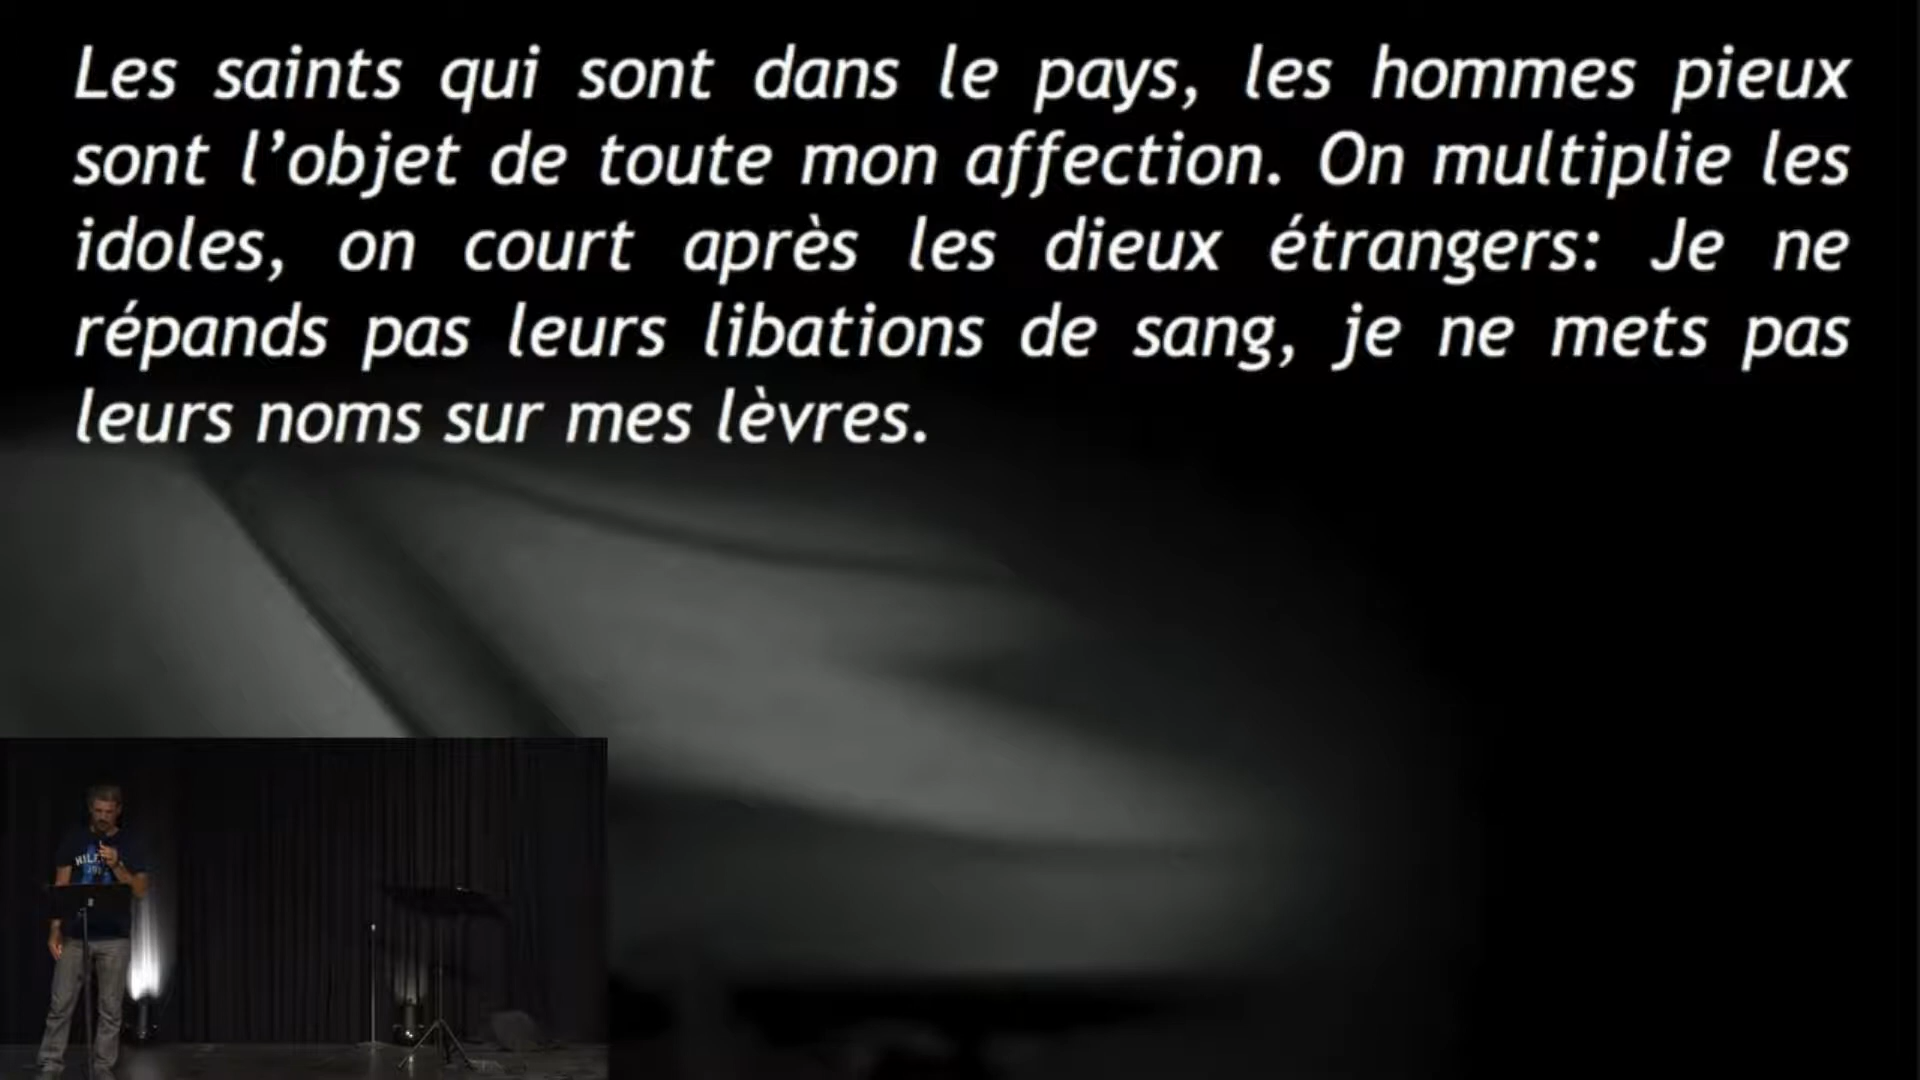 Les saints qui sont dans le pays, les hommes pieux
sont l’objet de toute mon affection. On multiplie les
idoles, on court après les dieux étrangers: Je ne
répands pas leurs libations de sang, je ne mets pas
leurs noms sur mes lèvres.